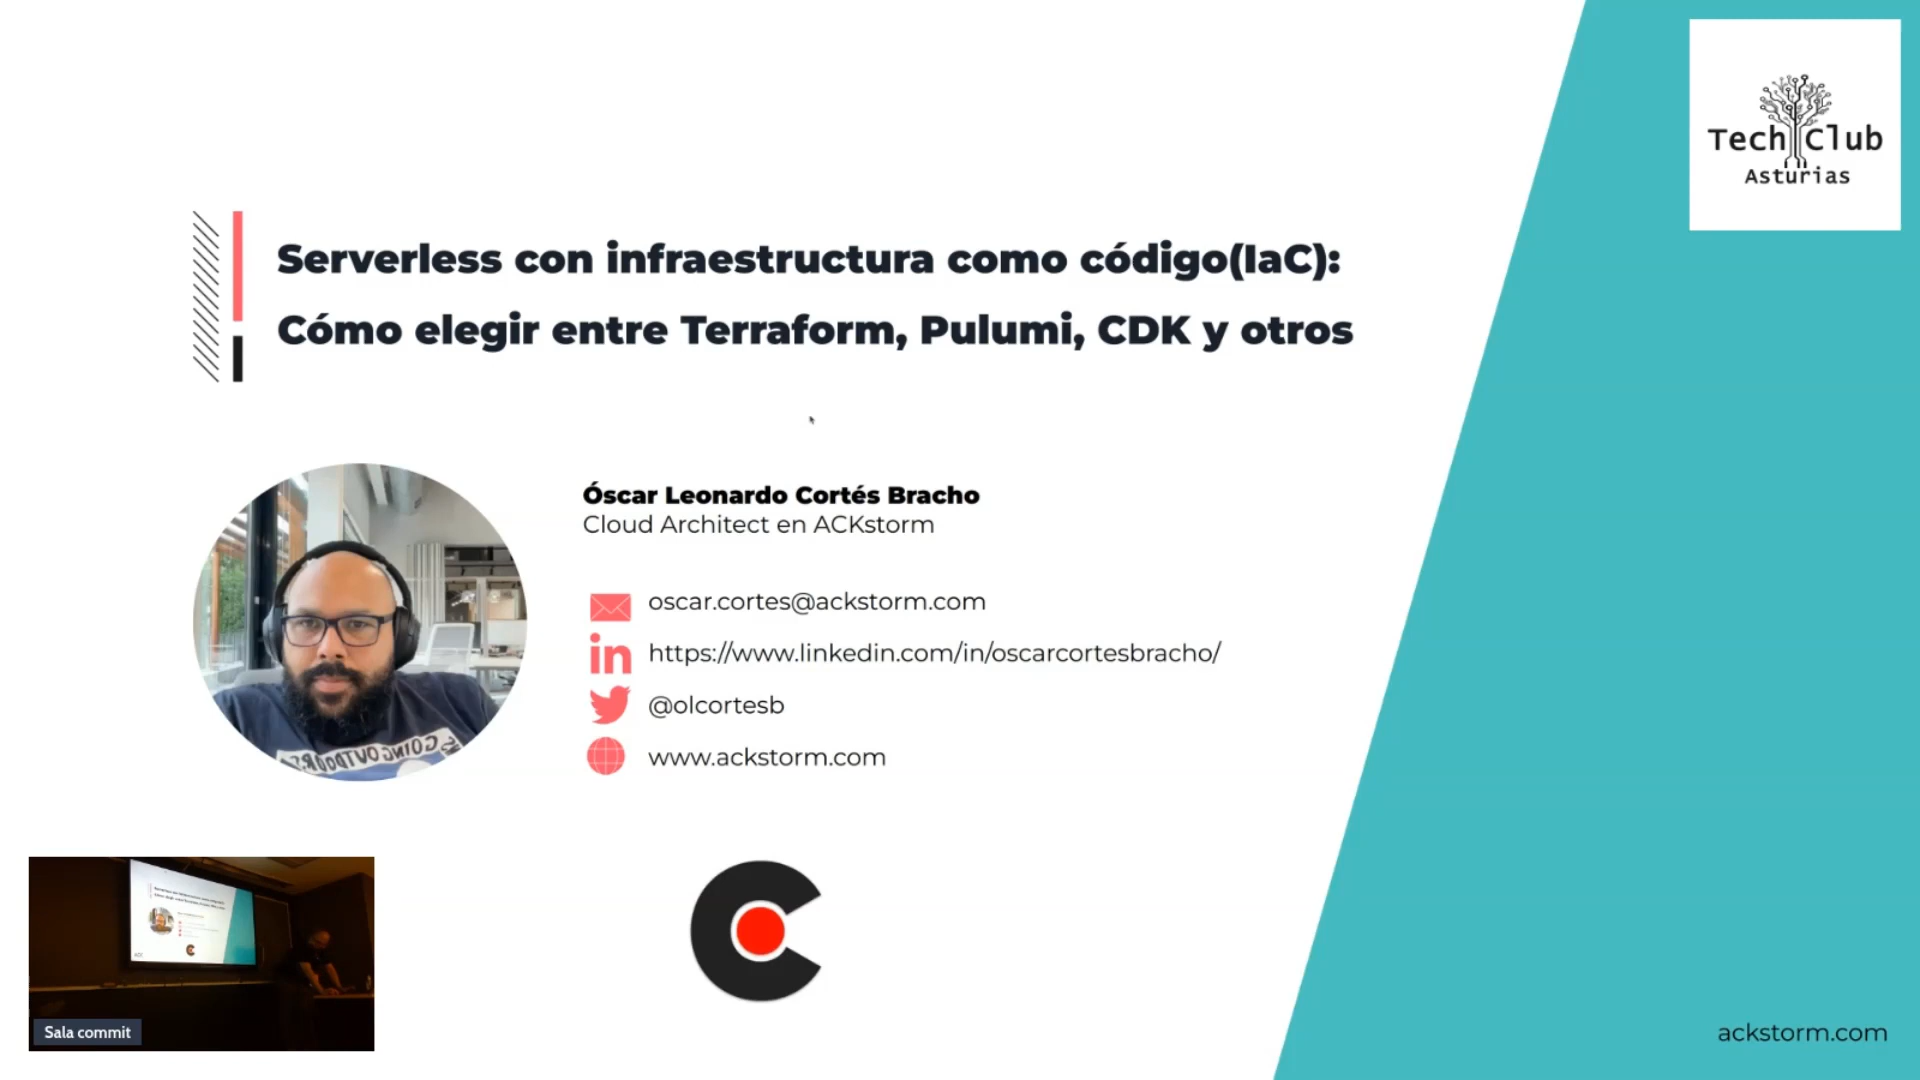 Tech Club
Asturias
Serverless con infraestructura como código(IaC):
Cómo elegir entre Terraform, Pulumi, CDK y otros
Óscar Leonardo Cortés Bracho
Cloud Architect en ACKstorm
oscar.cortes@ackstorm.com
in
https://www.linkedin.com/in/oscarcortesbracho/
@olcortesb
www.ackstorm.com
Sala commit
ackstorm.com